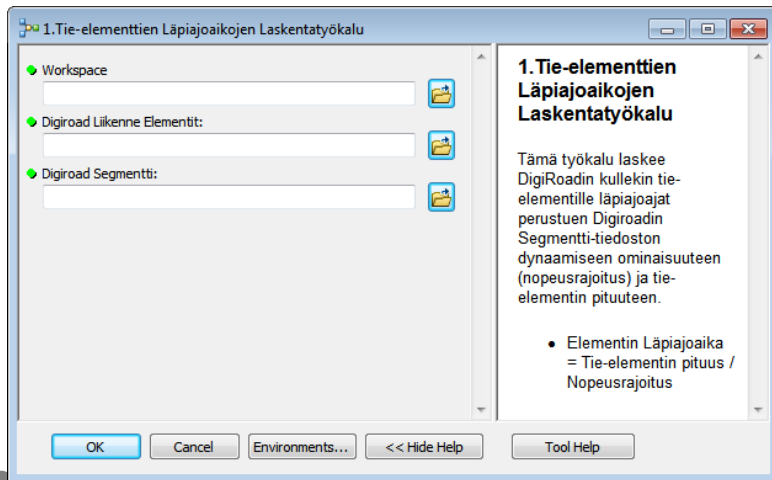 1.Tie-elementtien Läpiajoaikojen Laskentatyökalu
Workspace
Digiroad Liikenne Elementit:
Digiroad Segmentti:
1.Tie-elementtien
Läpiajoaikojen
Laskentatyökalu
Tämä työkalu laskee
DigiRoadin kullekin tie-
elementille läpiajoajat
perustuen Digiroadin
Segmentti-tiedoston
dynaamiseen ominaisuuteen
(nopeusrajoitus) ja tie-
elementin pituuteen.
• Elementin Läpiajoaika
= Tie-elementin pituus /
Nopeusrajoitus
OK
Cancel
Environments...
<< Hide Help
Tool Help